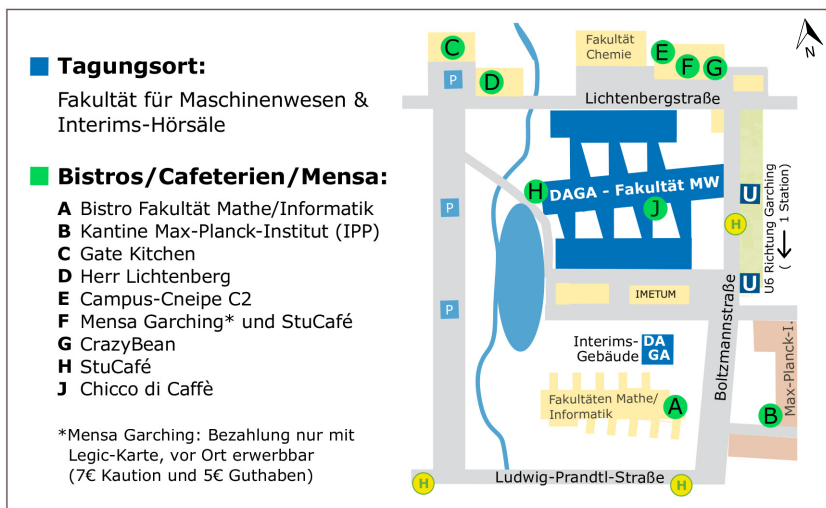 Tagungsort:
Fakultät für Maschinenwesen &
Interims-Hörsäle
Bistros/Cafeterien/Mensa:
A Bistro Fakultät Mathe/Informatik
B Kantine Max-Planck-Institut (IPP)
C Gate Kitchen
D Herr Lichtenberg
E Campus-Cneipe C2
F Mensa Garching* und StuCafé
G CrazyBean
H StuCafé
J Chicco di Caffè
*Mensa Garching: Bezahlung nur mit
Legic-Karte, vor Ort erwerbbar
(7€ Kaution und 5€ Guthaben)
C
P
D
Fakultät
Chemie
E
F
G
N
Lichtenbergstraße
H
DAGA - Fakultät MW
J
P
U
H
U6 Richtung Garching
( 1 Station)
U
P
IMETUM
Boltzmannstraße
Interims-
Gebäude
DA
GA
Max-Planck-I.
Fakultäten Mathe/
Informatik
A
B
H
Ludwig-Prandtl-Straße
H